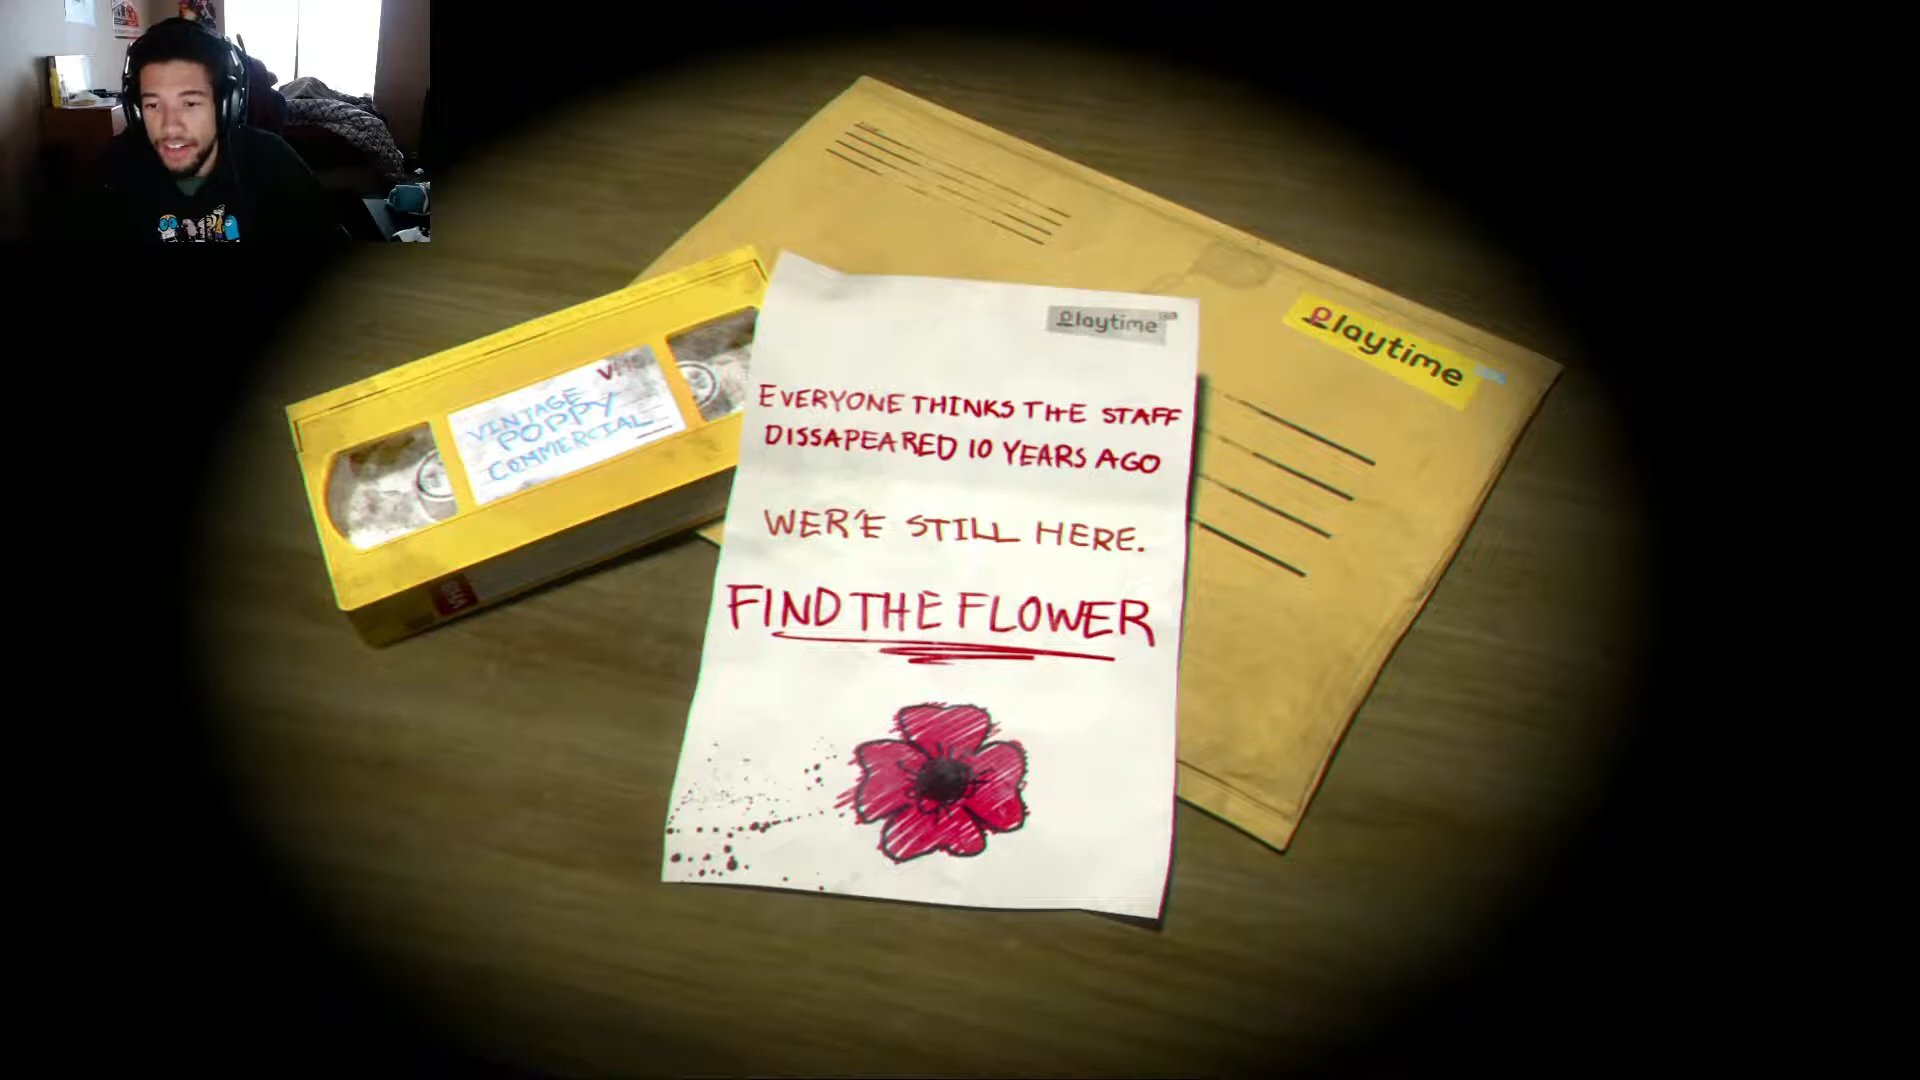 Playtime
Playtime
VHS
VINTAGE
POPPY
COMMERCIAL
VHS
EVERYONE THINKS THE STAFF
DISSAPEARED 10 YEARS AGO
WER'E STILL HERE.
FIND THE FLOWER